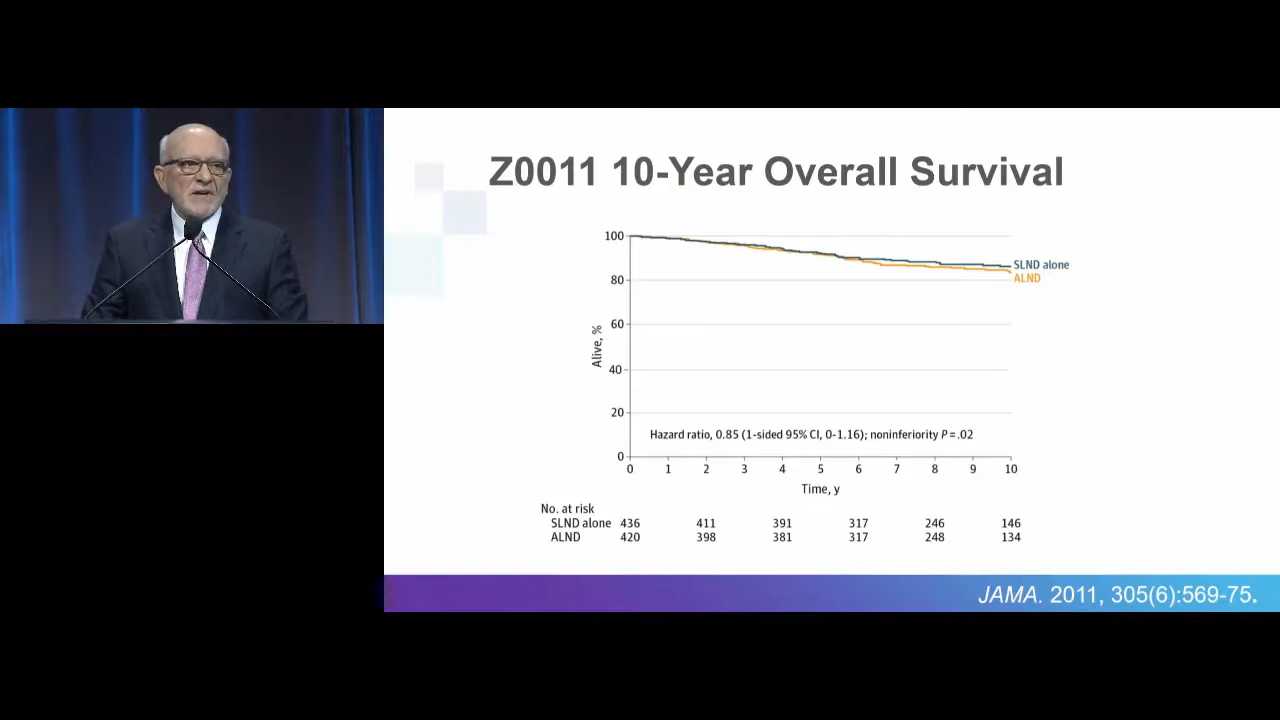 Z0011 10-Year Overall Survival
100
80
60
40
20
0
Alive, %
SLND alone
ALND
Hazard ratio, 0.85 (1-sided 95% CI, 0-1.16); noninferiority P = .02
0 1 2 3 4 5 6 7 8 9 10
Time, y
No. at risk
SLND alone 436 411 391 317 246 146
ALND 420 398 381 317 248 134
JAMA. 2011, 305(6):569-75.